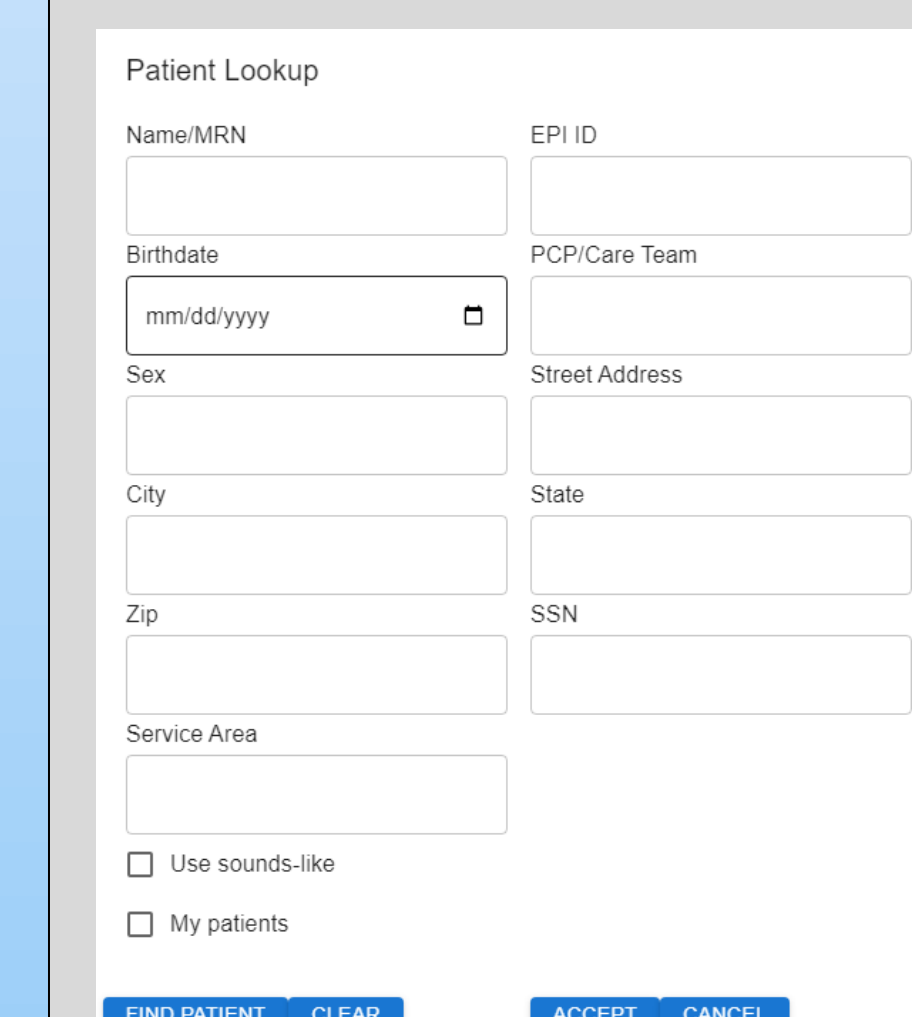 Patient Lookup
Name/MRN EPI ID
Birthdate PCP/Care Team
mm/dd/yyyy
Sex Street Address
City State
Zip SSN
Service Area
Use sounds-like
My patients
FIND PATIENT CLEAR ACCEPT CANCEL